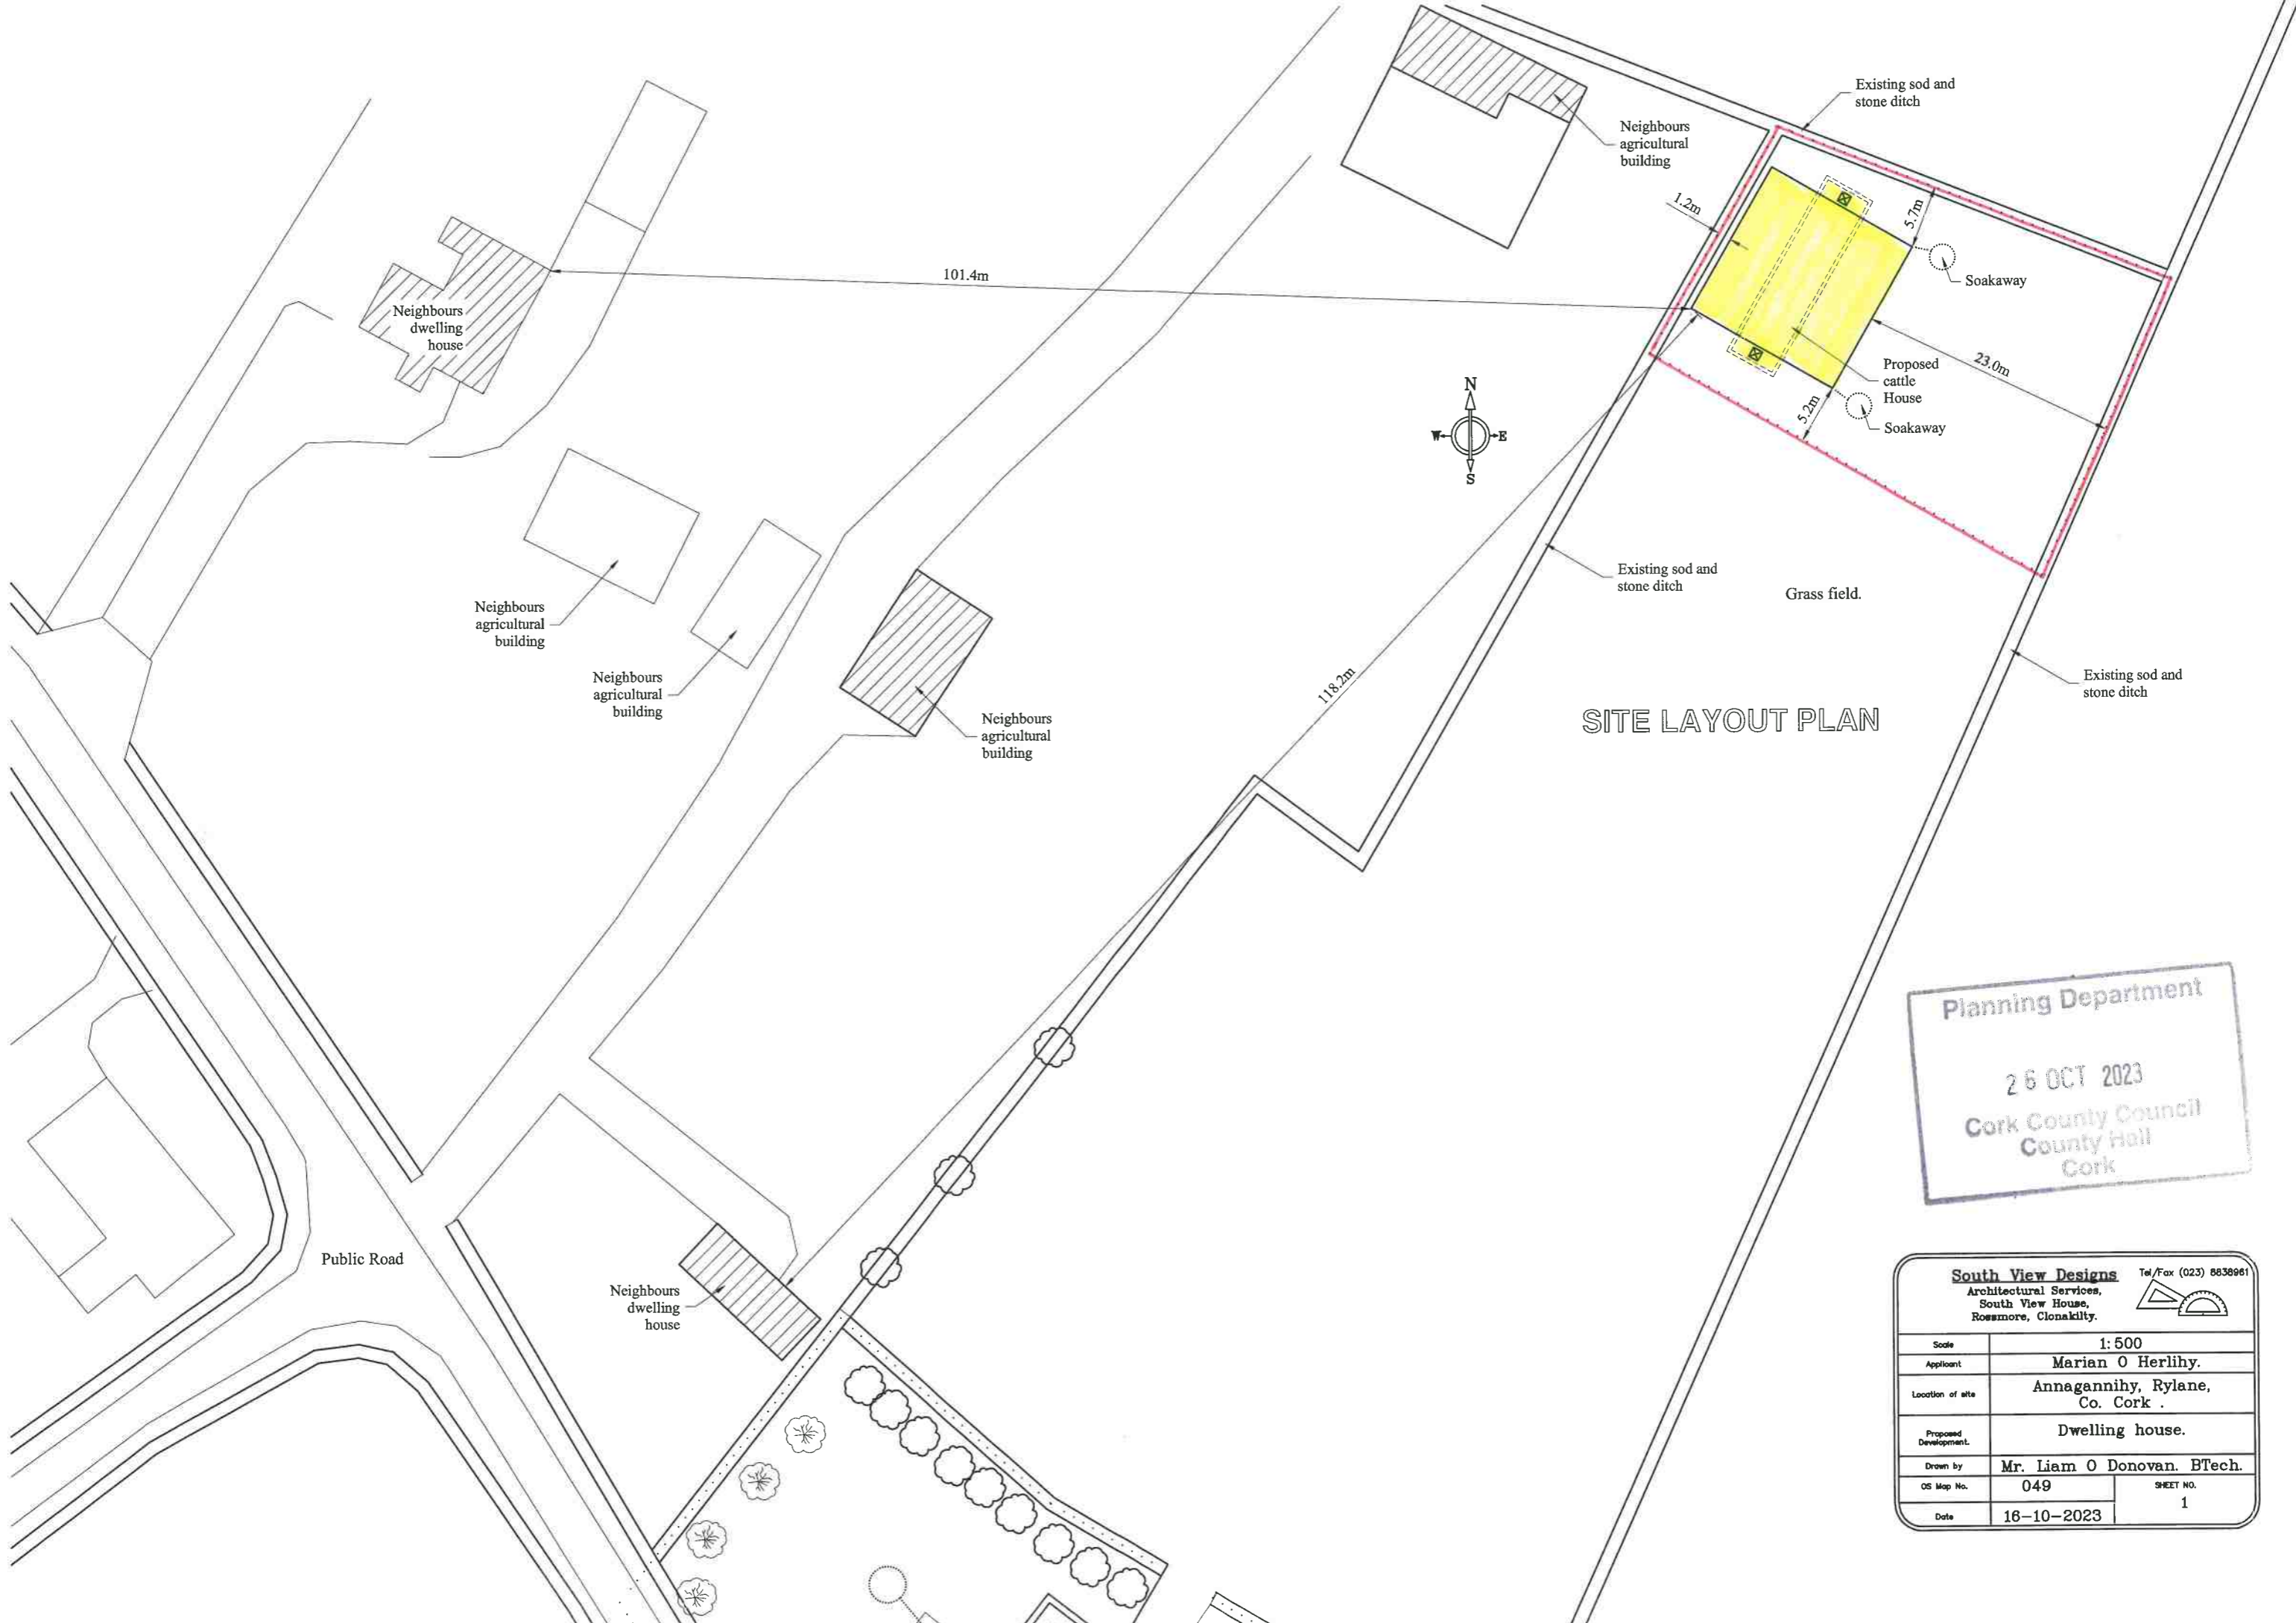 Existing sod and
stone ditch
Neighbours
agricultural
building
1.2m
5.7m
Soakaway
101.4m
Neighbours
dwelling
house
Proposed
cattle
House
23.0m
5.2m
Soakaway
N
W
E
S
Existing sod and
stone ditch
Grass field.
Neighbours
agricultural
building
Neighbours
agricultural
building
Existing sod and
stone ditch
118.2m
Neighbours
agricultural
building
SITE LAYOUT PLAN
Planning Department
26 OCT 2023
Cork County Council
County Hall
Cork
Public Road
Neighbours
dwelling
house
South View Designs
Tel/Fax (023) 8838961
Architectural Services,
South View House,
Rossmore, Clonakilty.
Scale 1:500
Applicant Marian O Herlihy.
Location of site Annagannihy, Rylane,
Co. Cork .
Proposed
Development. Dwelling house.
Drawn by Mr. Liam O Donovan. BTech.
OS Map No. 049 SHEET NO.
1
Date 16-10-2023